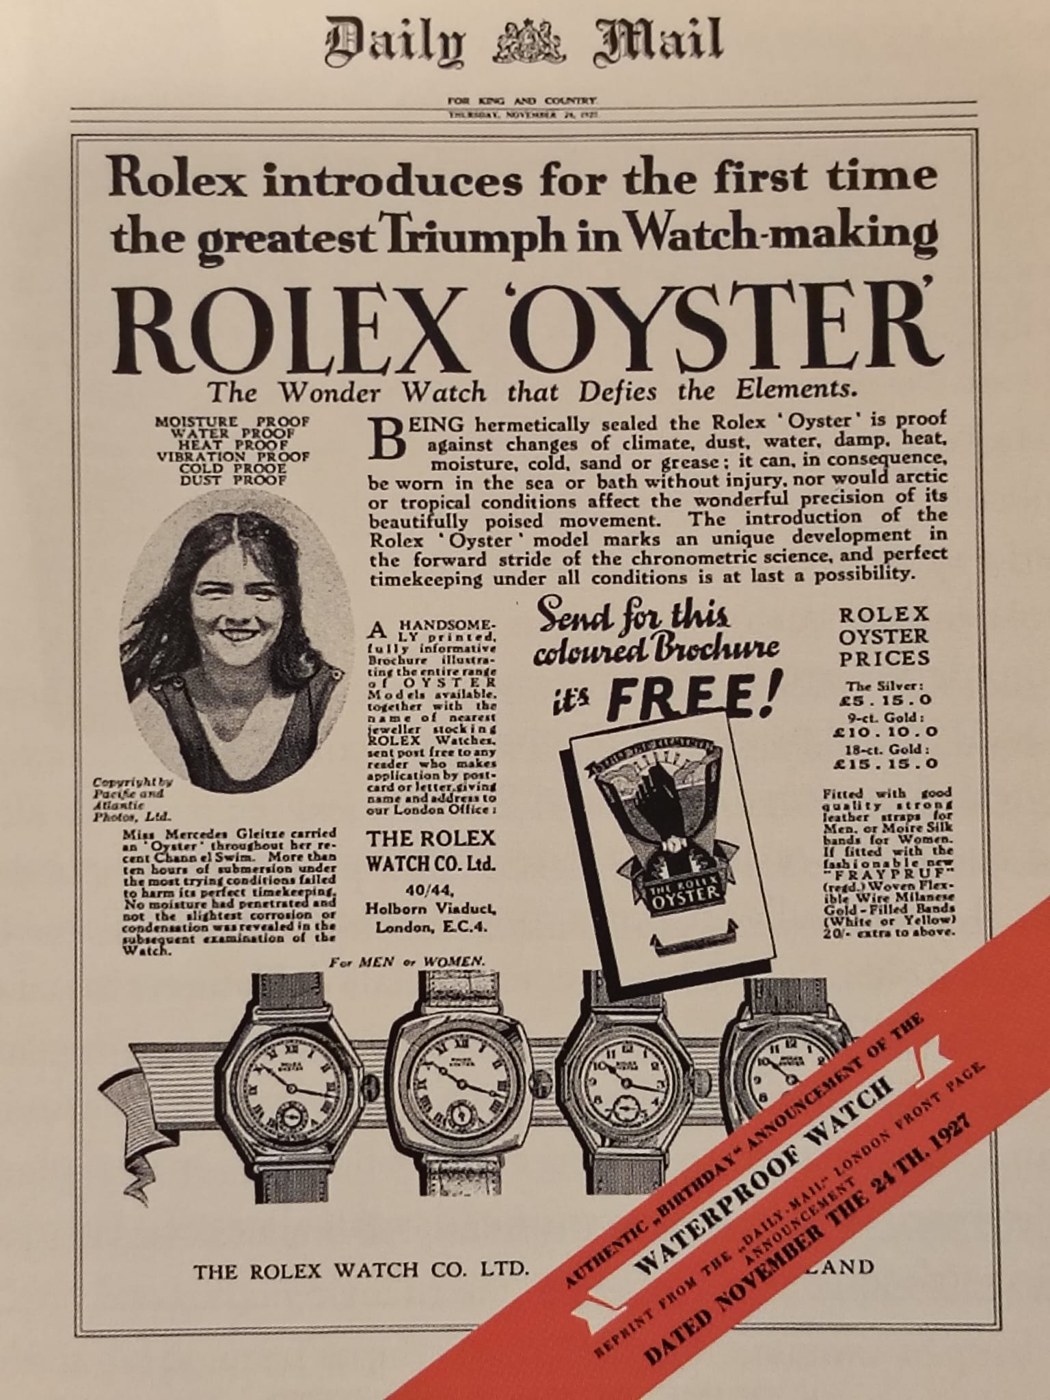 Daily Mail
FOR KING AND COUNTRY.
THURSDAY, NOVEMBER 24, 1927
Rolex introduces for the first time
the greatest Triumph in Watch-making
ROLEX 'OYSTER'
The Wonder Watch that Defies the Elements.
MOISTURE PROOF
WATER PROOF
HEAT PROOF
VIBRATION PROOF
COLD PROOF
DUST PROOF
BEING hermetically sealed the Rolex 'Oyster' is proof
against changes of climate, dust, water, damp, heat,
moisture, cold, sand or grease; it can, in consequence,
be worn in the sea or bath without injury, nor would arctic
or tropical conditions affect the wonderful precision of its
beautifully poised movement. The introduction of the
Rolex 'Oyster' model marks an unique development in
the forward stride of the chronometric science, and perfect
timekeeping under all conditions is at last a possibility.
Copyright by
Pacific and
Atlantic
Photos, Ltd.
Miss Mercedes Gleitze carried
an 'Oyster' throughout her re-
cent Channel Swim. More than
ten hours of submersion under
the most trying conditions failed
to harm its perfect timekeeping.
No moisture had penetrated and
not the slightest corrosion or
condensation was revealed in the
subsequent examination of the
Watch.
A HANDSOME-
LY printed,
fully informative
Brochure illustra-
ting the entire range
of OYSTER
Models available,
together with the
name of nearest
jeweller stocking
ROLEX Watches,
sent post free to any
reader who makes
application by post-
card or letter, giving
name and address to
our London Office:
THE ROLEX
WATCH CO. Ltd.
40/44,
Holborn Viaduct,
London, E.C.4.
Send for this
coloured Brochure
it's FREE!
DEFIES THE ELEMENTS
THE ROLEX
OYSTER
ROLEX
OYSTER
PRICES
The Silver:
£5.15.0
9-ct. Gold:
£10.10.0
18-ct. Gold:
£15.15.0
Fitted with good
quality strong
leather straps for
Men, or Moire Silk
bands for Women.
If fitted with the
fashionable new
"FRAYPRUF"
(regd.) Woven Flex-
ible Wire Milanese
Gold-Filled Bands
(White or Yellow)
20/- extra to above.
For MEN or WOMEN.
THE ROLEX WATCH CO. LTD.
LAND
AUTHENTIC „BIRTHDAY" ANNOUNCEMENT OF THE
WATERPROOF WATCH
REPRINT FROM THE „DAILY-MAIL" LONDON FRONT PAGE
ANNOUNCEMENT
DATED NOVEMBER THE 24 TH. 1927